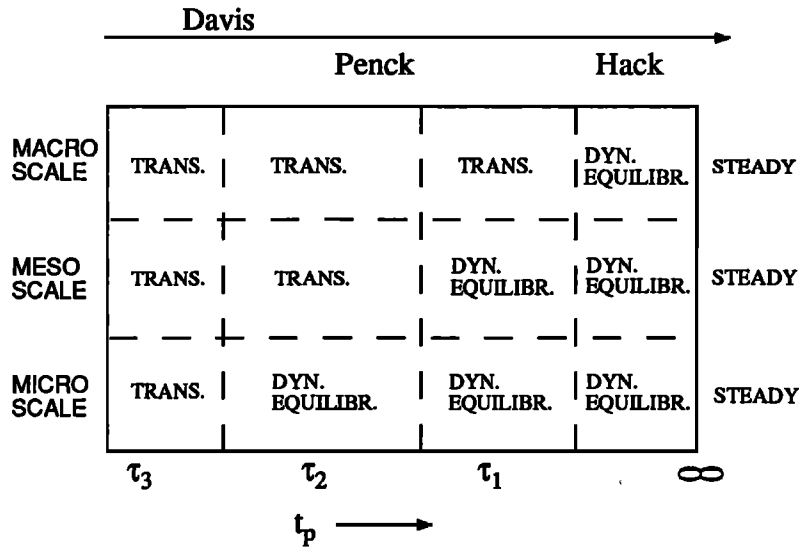 Davis
Penck Hack
MACRO SCALE TRANS. TRANS. TRANS. DYN. EQUILIBR. STEADY
MESO SCALE TRANS. TRANS. DYN. EQUILIBR. DYN. EQUILIBR. STEADY
MICRO SCALE TRANS. DYN. EQUILIBR. DYN. EQUILIBR. DYN. EQUILIBR. STEADY
τ3 τ2 τ1 ∞
tp